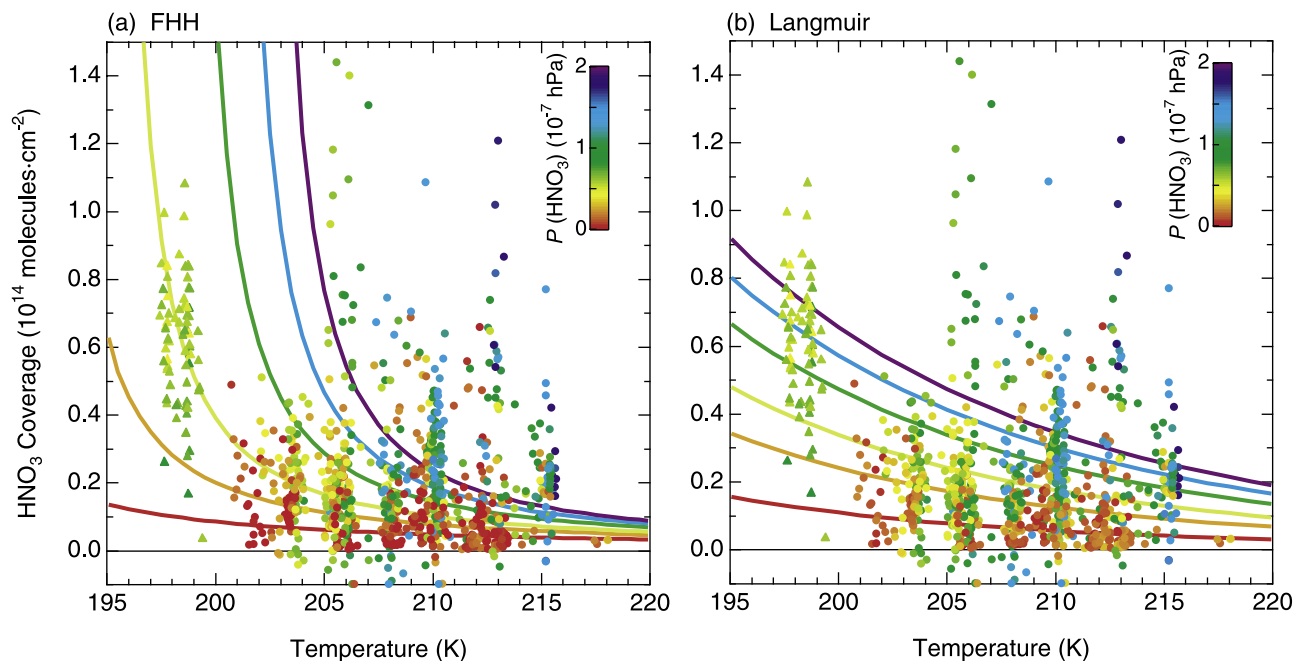 (a) FHH
(b) Langmuir
HNO₃ Coverage (10¹⁴ molecules·cm⁻²)
1.4
1.2
1.0
0.8
0.6
0.4
0.2
0.0
P (HNO₃) (10⁻⁷ hPa)
2
1
0
195 200 205 210 215 220
Temperature (K)
1.4
1.2
1.0
0.8
0.6
0.4
0.2
0.0
P (HNO₃) (10⁻⁷ hPa)
2
1
0
195 200 205 210 215 220
Temperature (K)